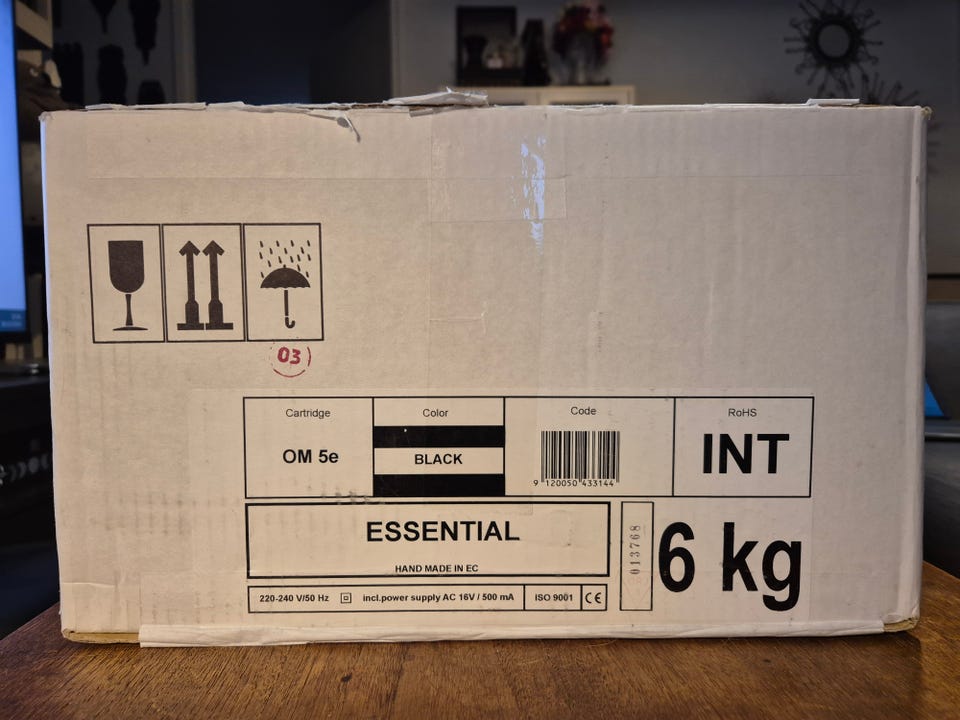 03
Cartridge
OM 5e
Color
BLACK
Code
9 120050 433144
RoHS
INT
ESSENTIAL
HAND MADE IN EC
013768
6 kg
220-240 V/50 Hz incl.power supply AC 16V / 500 mA ISO 9001 CE